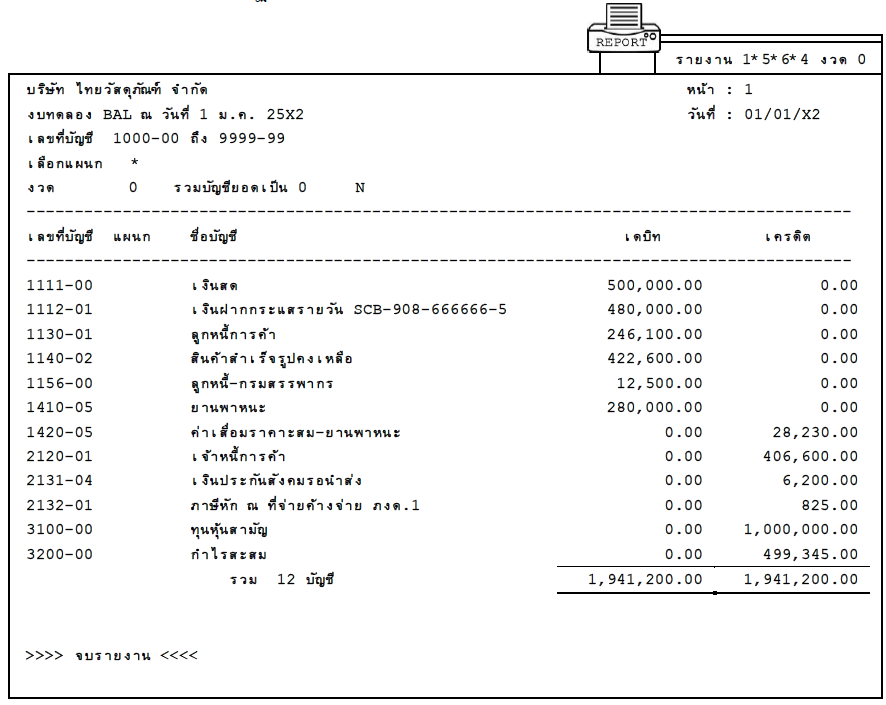 REPORT
รายงาน 1*5*6*4 งวด 0
บริษัท ไทยวัสดุภัณฑ์ จำกัด หน้า : 1
งบทดลอง BAL ณ วันที่ 1 ม.ค. 25X2 วันที่ : 01/01/X2
เลขที่บัญชี 1000-00 ถึง 9999-99
เลือกแผนก *
งวด 0 รวมบัญชียอดเป็น 0 N
เลขที่บัญชี แผนก ชื่อบัญชี เดบิท เครดิต
1111-00 เงินสด 500,000.00 0.00
1112-01 เงินฝากกระแสรายวัน SCB-908-666666-5 480,000.00 0.00
1130-01 ลูกหนี้การค้า 246,100.00 0.00
1140-02 สินค้าสำเร็จรูปคงเหลือ 422,600.00 0.00
1156-00 ลูกหนี้-กรมสรรพากร 12,500.00 0.00
1410-05 ยานพาหนะ 280,000.00 0.00
1420-05 ค่าเสื่อมราคาะสม-ยานพาหนะ 0.00 28,230.00
2120-01 เจ้าหนี้การค้า 0.00 406,600.00
2131-04 เงินประกันสังคมรอนำส่ง 0.00 6,200.00
2132-01 ภาษีหัก ณ ที่จ่ายค้างจ่าย ภงด.1 0.00 825.00
3100-00 ทุนหุ้นสามัญ 0.00 1,000,000.00
3200-00 กำไรสะสม 0.00 499,345.00
รวม 12 บัญชี 1,941,200.00 1,941,200.00
>>>> จบรายงาน <<<<